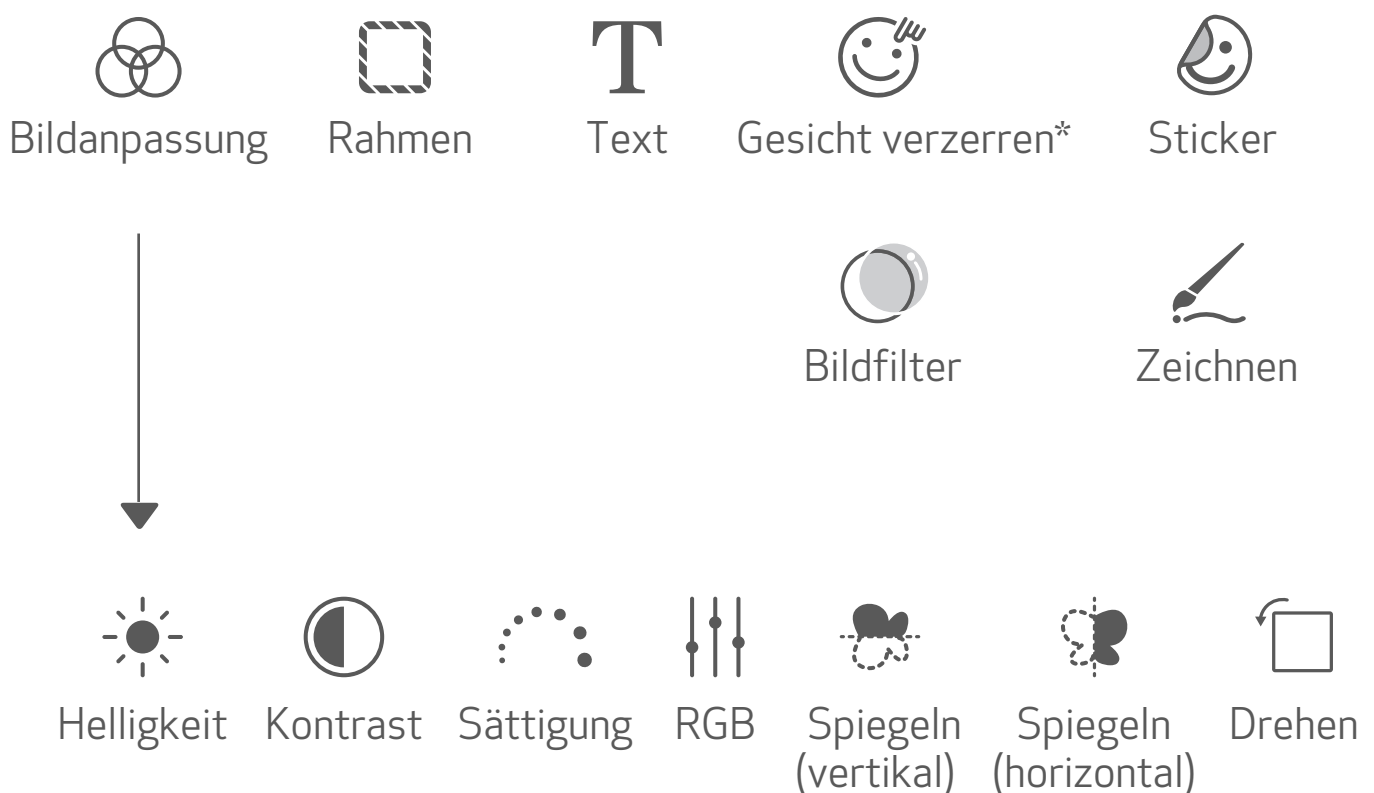 Bildanpassung Rahmen Text Gesicht verzerren* Sticker
Bildfilter Zeichnen
Helligkeit Kontrast Sättigung RGB Spiegeln Spiegeln Drehen
(vertikal) (horizontal)